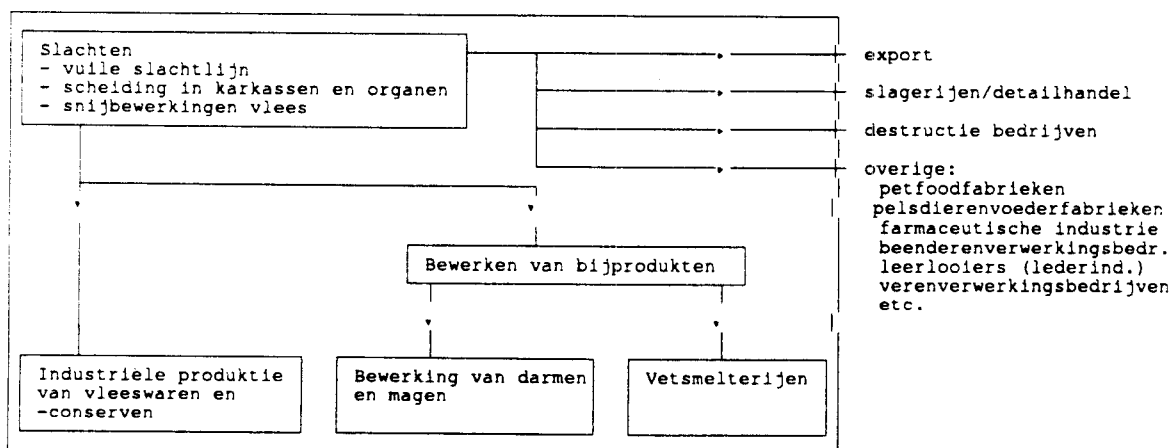 Slachten
- vuile slachtlijn
- scheiding in karkassen en organen
- snijbewerkingen vlees
export
slagerijen/detailhandel
destructie bedrijven
overige:
petfoodfabrieken
pelsdierenvoederfabrieken
farmaceutische industrie
beenderenverwerkingsbedr.
leerlooiers (lederind.)
verenverwerkingsbedrijven
etc.
Bewerken van bijprodukten
Industriële produktie
van vleeswaren en
-conserven
Bewerking van darmen
en magen
Vetsmelterijen